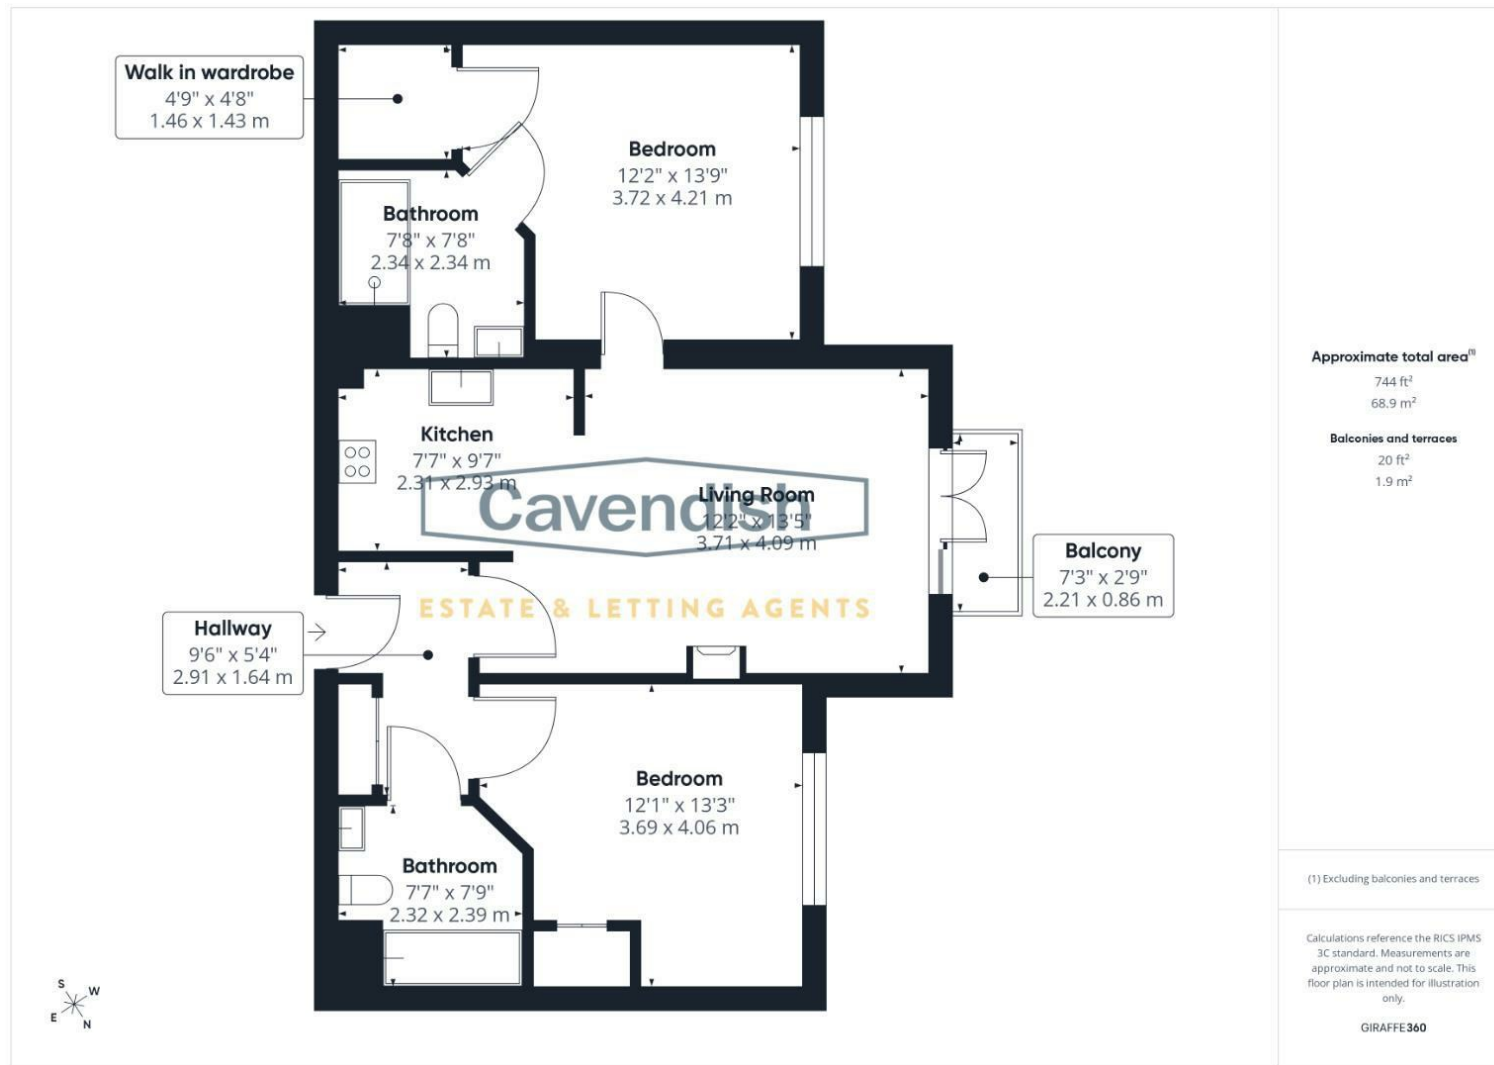 Walk in wardrobe
4'9" x 4'8"
1.46 x 1.43 m
Bedroom
12'2" x 13'9"
3.72 x 4.21 m
Bathroom
7'8" x 7'8"
2.34 x 2.34 m
Kitchen
7'7" x 9'7"
2.31 x 2.93 m
Living Room
12'2" x 13'5"
3.71 x 4.09 m
Cavendish
ESTATE & LETTING AGENTS
Balcony
7'3" x 2'9"
2.21 x 0.86 m
Hallway
9'6" x 5'4"
2.91 x 1.64 m
Bedroom
12'1" x 13'3"
3.69 x 4.06 m
Bathroom
7'7" x 7'9"
2.32 x 2.39 m
S
W
E
N
Approximate total area(1)
744 ft²
68.9 m²
Balconies and terraces
20 ft²
1.9 m²
(1) Excluding balconies and terraces
Calculations reference the RICS IPMS
3C standard. Measurements are
approximate and not to scale. This
floor plan is intended for illustration
only.
GIRAFFE360